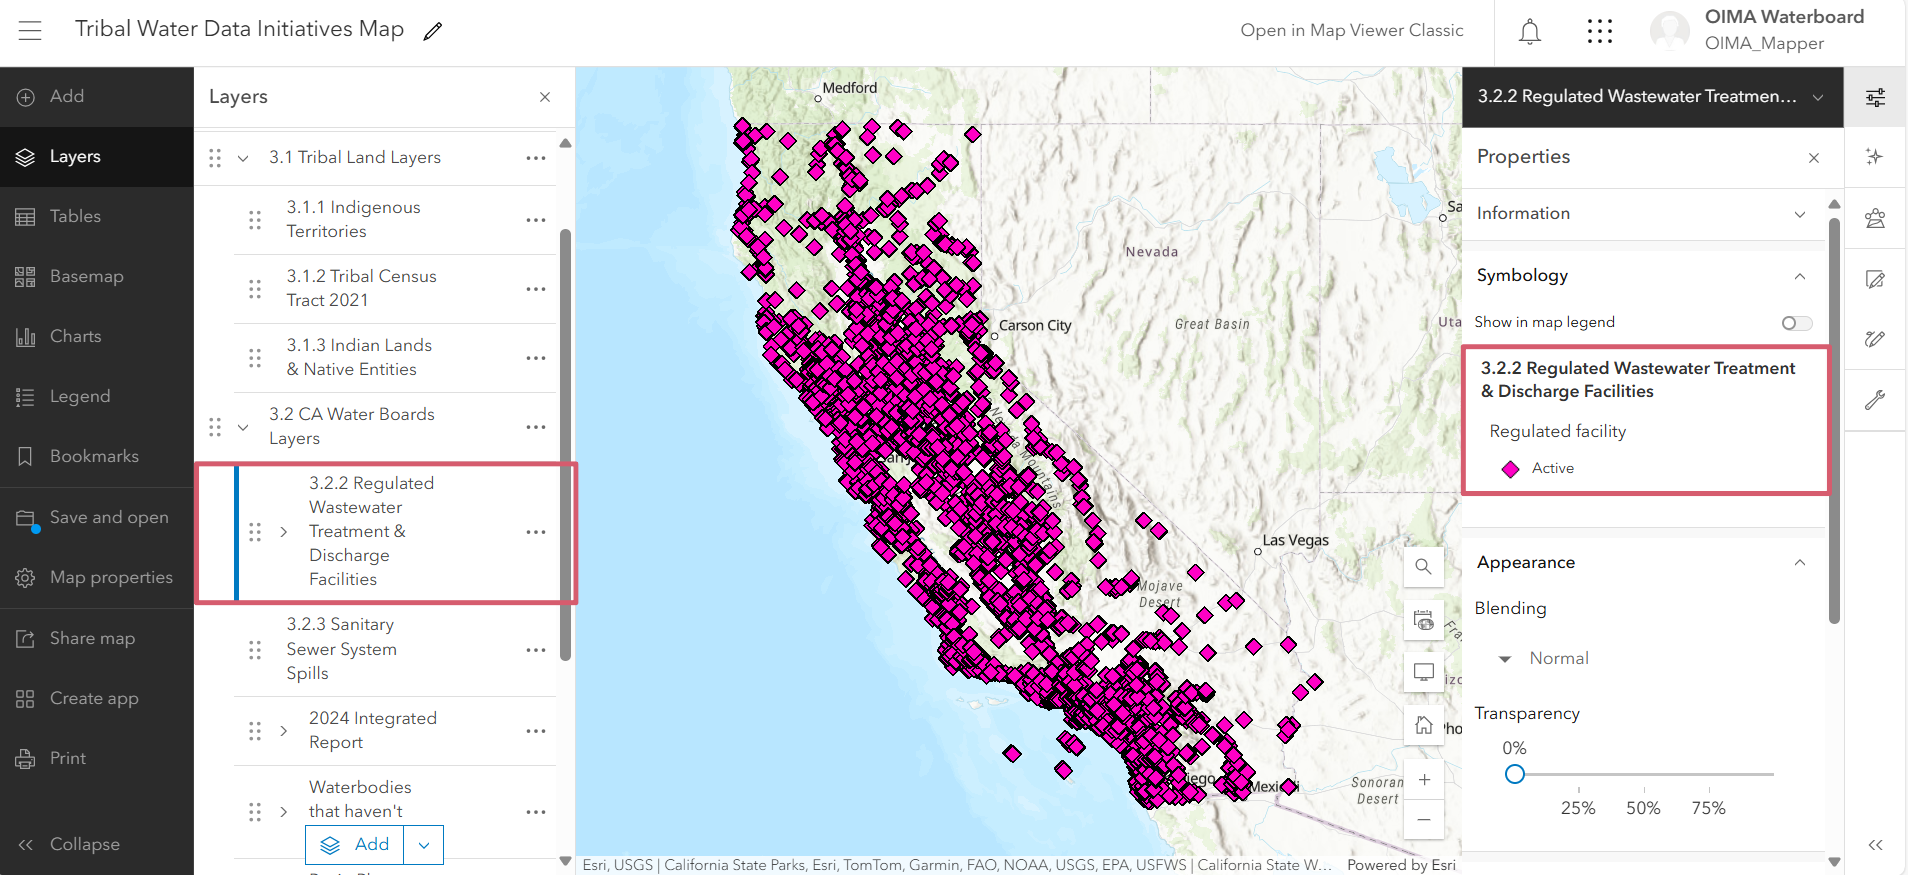 Tribal Water Data Initiatives Map
Open in Map Viewer Classic
OIMA Waterboard
OIMA_Mapper
Add
Layers
Tables
Basemap
Charts
Legend
Bookmarks
Save and open
Map properties
Share map
Create app
Print
Collapse
Layers
3.1 Tribal Land Layers
3.1.1 Indigenous
Territories
3.1.2 Tribal Census
Tract 2021
3.1.3 Indian Lands
& Native Entities
3.2 CA Water Boards
Layers
3.2.2 Regulated
Wastewater
Treatment &
Discharge
Facilities
3.2.3 Sanitary
Sewer System
Spills
2024 Integrated
Report
Waterbodies
that haven't
Add
Medford
Nevada
Great Basin
Carson City
Uta
Sa
Las Vegas
Mojave
Desert
Mountains
iego
Mexicali
Sonoran
Desert
Pho
Esri, USGS | California State Parks, Esri, TomTom, Garmin, FAO, NOAA, USGS, EPA, USFWS | California State W...
Powered by Esri
3.2.2 Regulated Wastewater Treatmen...
Properties
Information
Symbology
Show in map legend
3.2.2 Regulated Wastewater Treatment
& Discharge Facilities
Regulated facility
Active
Appearance
Blending
Normal
Transparency
0%
25% 50% 75%